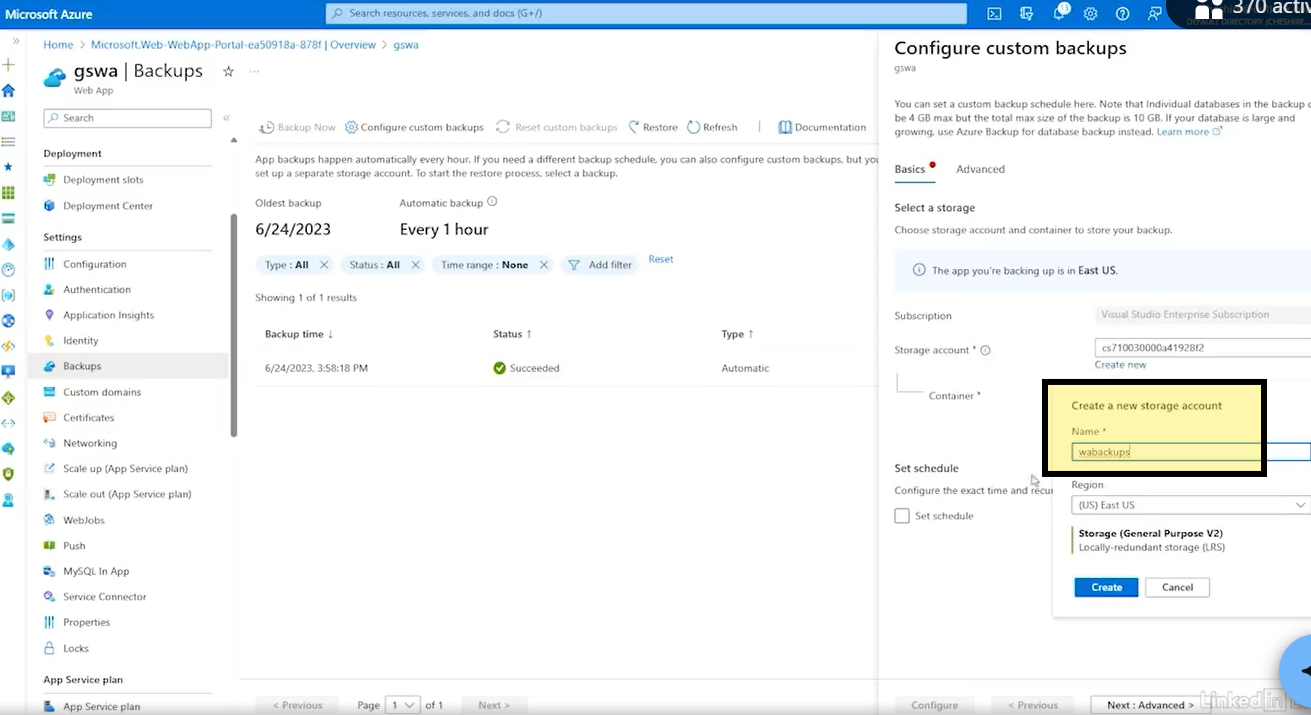 Microsoft Azure
Search resources, services, and docs (G+/)
13
370 activ
DEFAULT DIRECTORY (CHESHIRE...
Home > Microsoft.Web-WebApp-Portal-ea50918a-878f | Overview > gswa
gswa | Backups
Web App
Search
Deployment
Deployment slots
Deployment Center
Settings
Configuration
Authentication
Application Insights
Identity
Backups
Custom domains
Certificates
Networking
Scale up (App Service plan)
Scale out (App Service plan)
WebJobs
Push
MySQL In App
Service Connector
Properties
Locks
App Service plan
App Service plan
Backup Now Configure custom backups Reset custom backups Restore Refresh Documentation
App backups happen automatically every hour. If you need a different backup schedule, you can also configure custom backups, but you
set up a separate storage account. To start the restore process, select a backup.
Oldest backup Automatic backup
6/24/2023 Every 1 hour
Type : All Status : All Time range : None Add filter Reset
Showing 1 of 1 results
Backup time ↓ Status ↑ Type ↑
6/24/2023, 3:58:18 PM Succeeded Automatic
< Previous Page 1 of 1 Next >
Configure custom backups
gswa
You can set a custom backup schedule here. Note that Individual databases in the backup c
be 4 GB max but the total max size of the backup is 10 GB. If your database is large and
growing, use Azure Backup for database backup instead. Learn more
Basics Advanced
Select a storage
Choose storage account and container to store your backup.
The app you're backing up is in East US.
Subscription Visual Studio Enterprise Subscription
Storage account * cs710030000a41928f2
Create new
Container *
Create a new storage account
Name *
wabackups
Region
(US) East US
Storage (General Purpose V2)
Locally-redundant storage (LRS)
Create Cancel
Set schedule
Configure the exact time and recur
Set schedule
Configure < Previous Next : Advanced >
Linked in